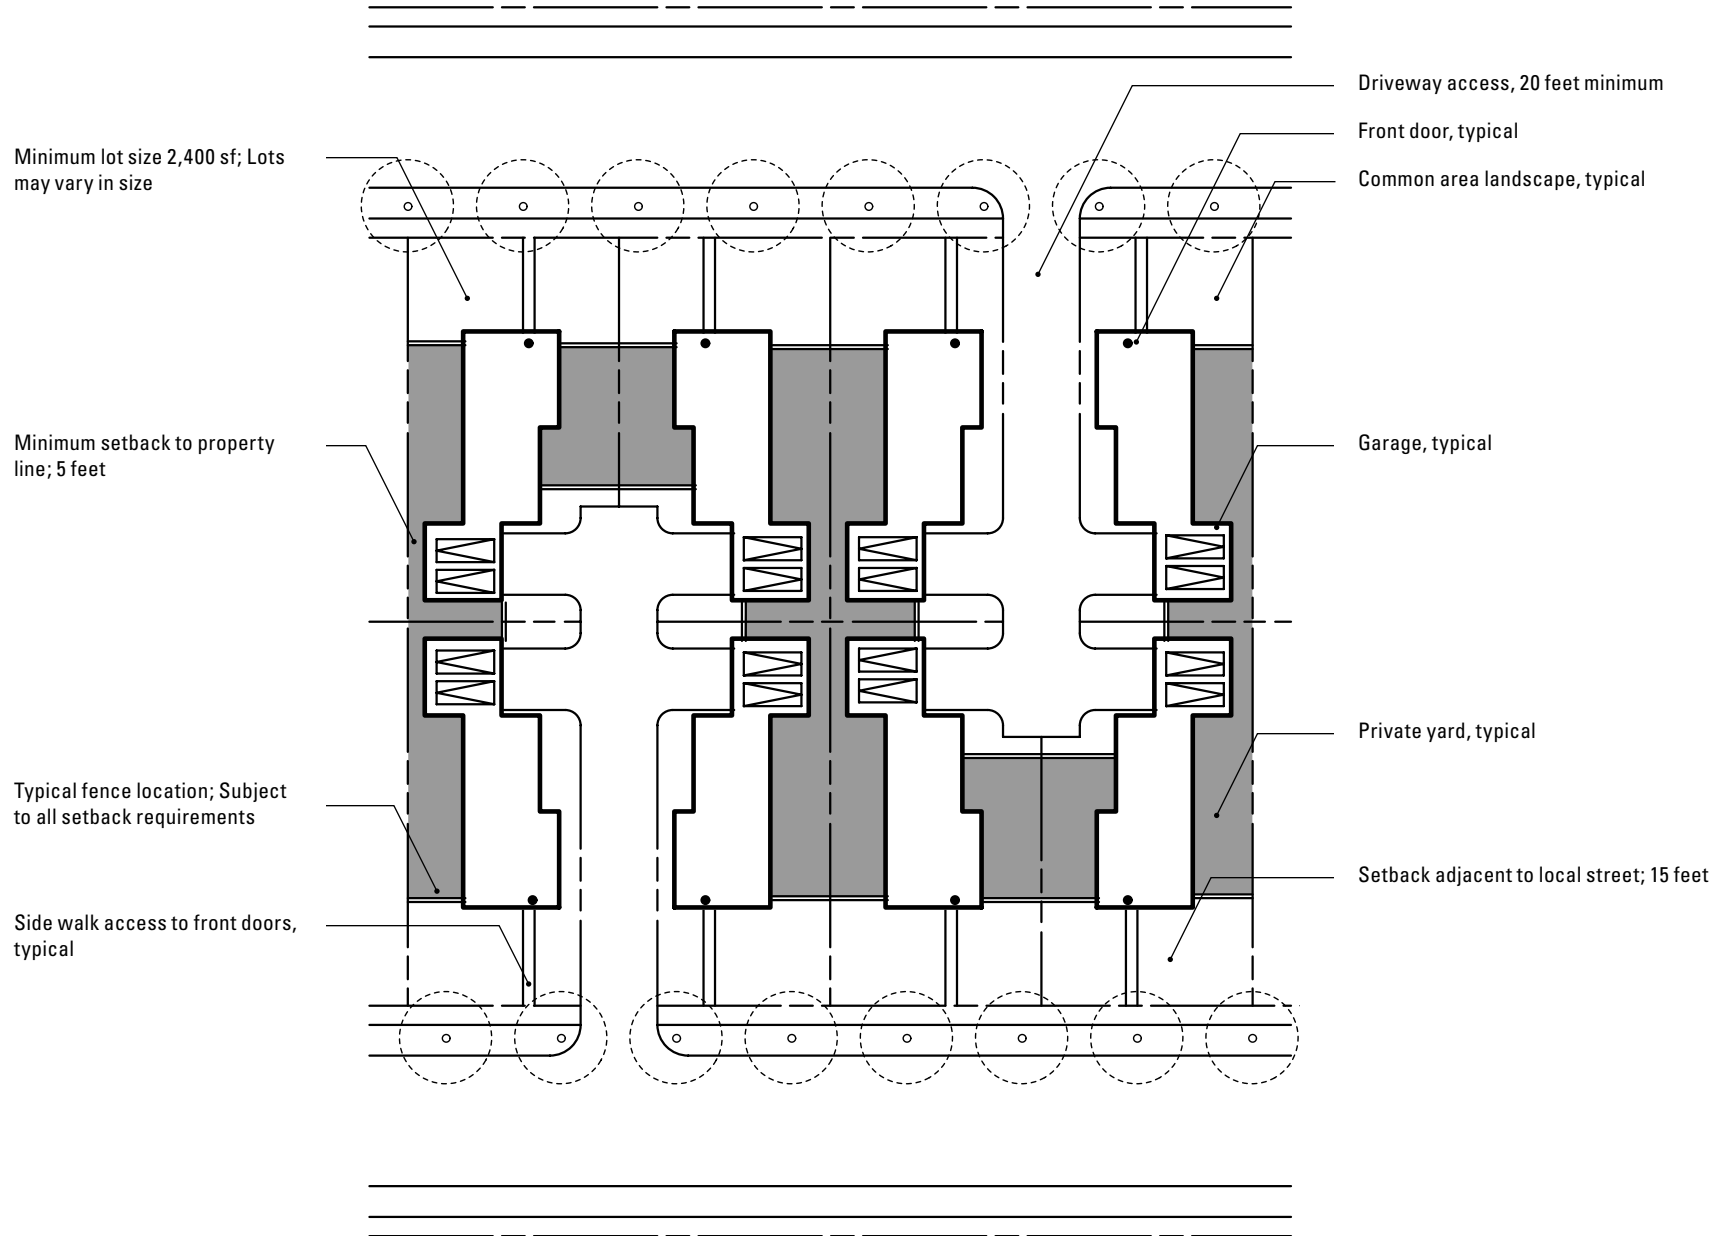 Minimum lot size 2,400 sf; Lots
may vary in size
Minimum setback to property
line; 5 feet
Typical fence location; Subject
to all setback requirements
Side walk access to front doors,
typical
Driveway access, 20 feet minimum
Front door, typical
Common area landscape, typical
Garage, typical
Private yard, typical
Setback adjacent to local street; 15 feet